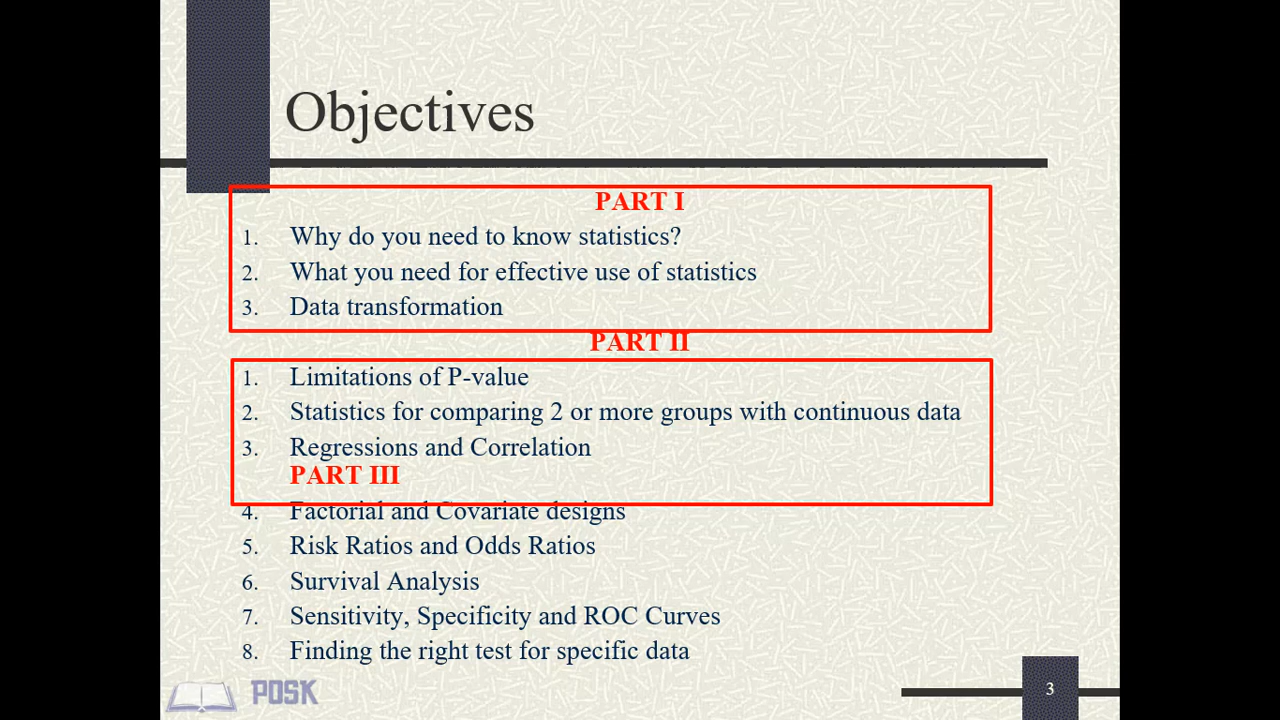 Objectives
PART I
1. Why do you need to know statistics?
2. What you need for effective use of statistics
3. Data transformation
PART II
1. Limitations of P-value
2. Statistics for comparing 2 or more groups with continuous data
3. Regressions and Correlation
PART III
4. Factorial and Covariate designs
5. Risk Ratios and Odds Ratios
6. Survival Analysis
7. Sensitivity, Specificity and ROC Curves
8. Finding the right test for specific data
POSK
3